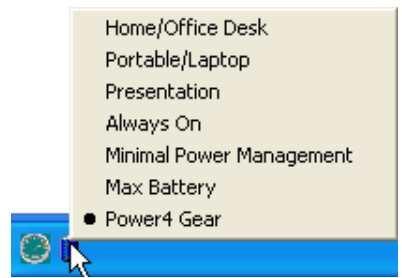 Home/Office Desk
Portable/Laptop
Presentation
Always On
Minimal Power Management
Max Battery
Power4 Gear